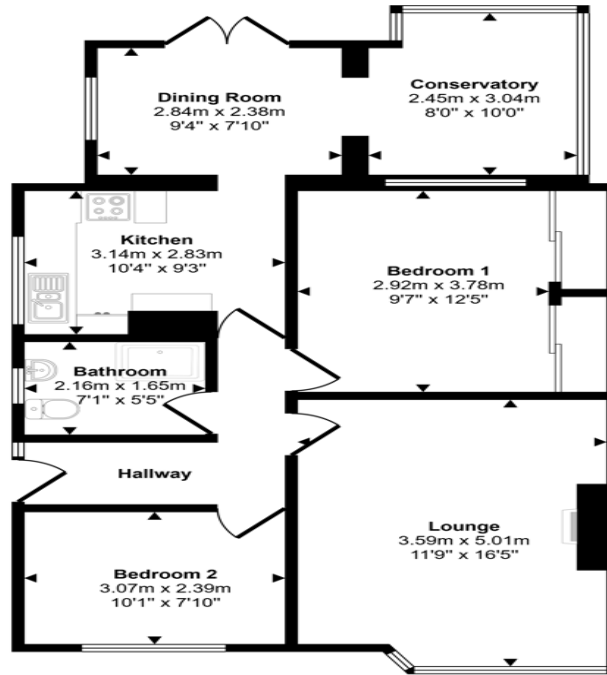 Conservatory
2.45m x 3.04m
8'0" x 10'0"
Dining Room
2.84m x 2.38m
9'4" x 7'10"
Kitchen
3.14m x 2.83m
10'4" x 9'3"
Bedroom 1
2.92m x 3.78m
9'7" x 12'5"
Bathroom
2.16m x 1.65m
7'1" x 5'5"
Hallway
Lounge
3.59m x 5.01m
11'9" x 16'5"
Bedroom 2
3.07m x 2.39m
10'1" x 7'10"